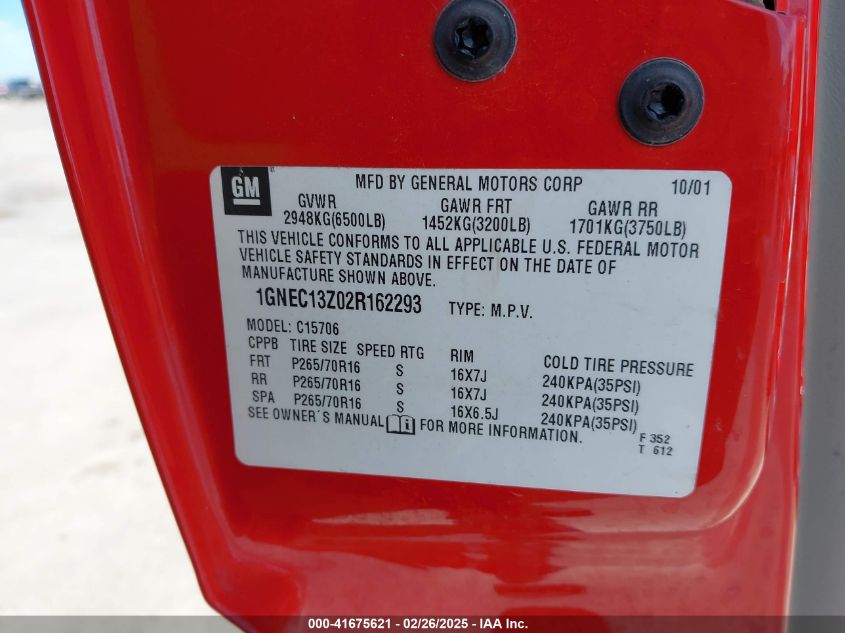 GM
MFD BY GENERAL MOTORS CORP 10/01
GVWR GAWR FRT GAWR RR
2948KG(6500LB) 1452KG(3200LB) 1701KG(3750LB)
THIS VEHICLE CONFORMS TO ALL APPLICABLE U.S. FEDERAL MOTOR
VEHICLE SAFETY STANDARDS IN EFFECT ON THE DATE OF
MANUFACTURE SHOWN ABOVE.
1GNEC13Z02R162293 TYPE: M.P.V.
MODEL: C15706
CPPB TIRE SIZE SPEED RTG RIM COLD TIRE PRESSURE
FRT P265/70R16 S 16X7J 240KPA(35PSI)
RR P265/70R16 S 16X7J 240KPA(35PSI)
SPA P265/70R16 S 16X6.5J 240KPA(35PSI)
SEE OWNER´S MANUAL FOR MORE INFORMATION.
F 352
T 612
000-41675621 - 02/26/2025 - IAA, Inc.